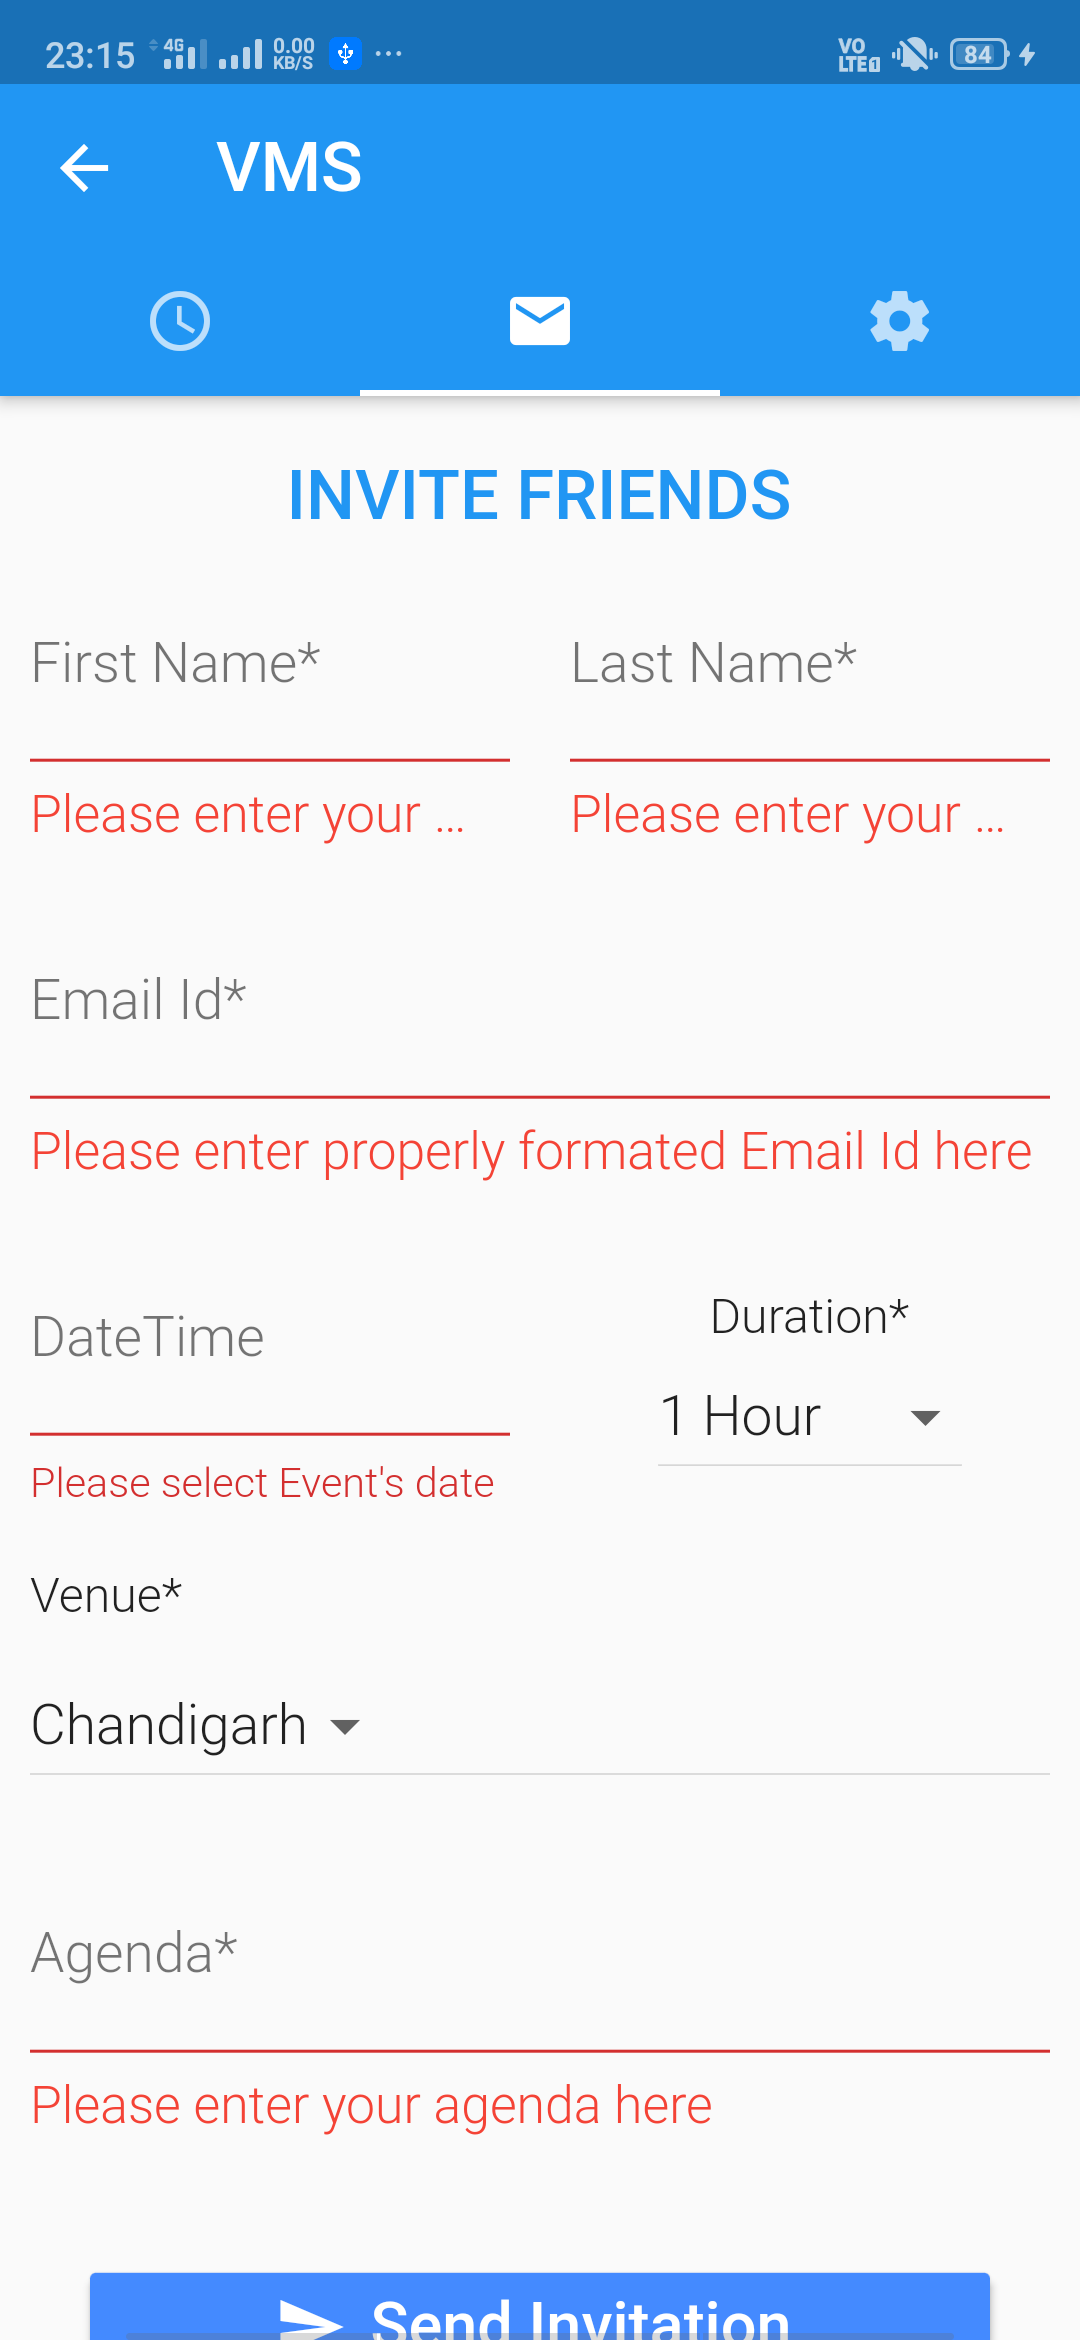 23:15 4G 0.00 KB/S ... VO LTE 1 84
VMS
INVITE FRIENDS
First Name* Last Name*
Please enter your ... Please enter your ...
Email Id*
Please enter properly formated Email Id here
Duration*
DateTime
1 Hour
Please select Event's date
Venue*
Chandigarh
Agenda*
Please enter your agenda here
Send Invitation